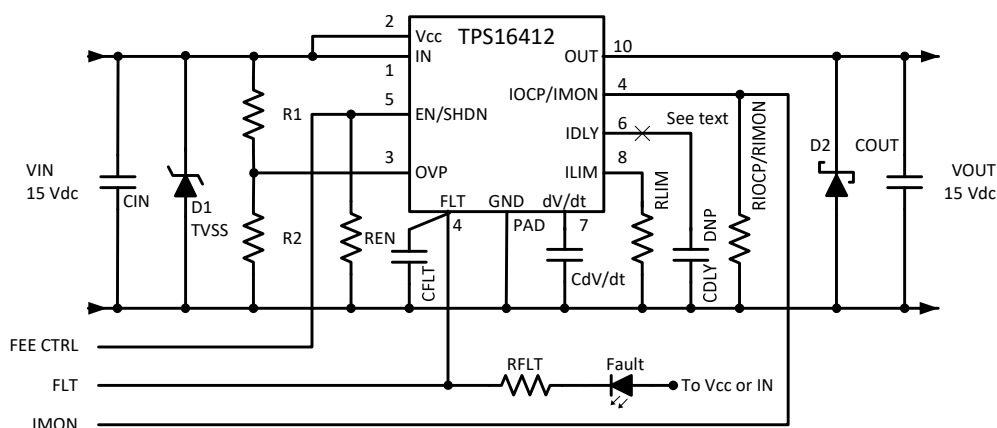 2
Vcc
TPS16412
IN
OUT
10
1
IOCP/IMON
4
R1
5
EN/SHDN
See text
IDLY
6
D2
COUT
VIN
15 Vdc
CIN
D1
TVSS
3
OVP
ILIM
8
RLIM
RIOCP/RIMON
VOUT
15 Vdc
FLT
GND
dV/dt
4
PAD
7
R2
REN
CFLT
CdV/dt
DNP
CDLY
FEE CTRL
FLT
RFLT
Fault
To Vcc or IN
IMON